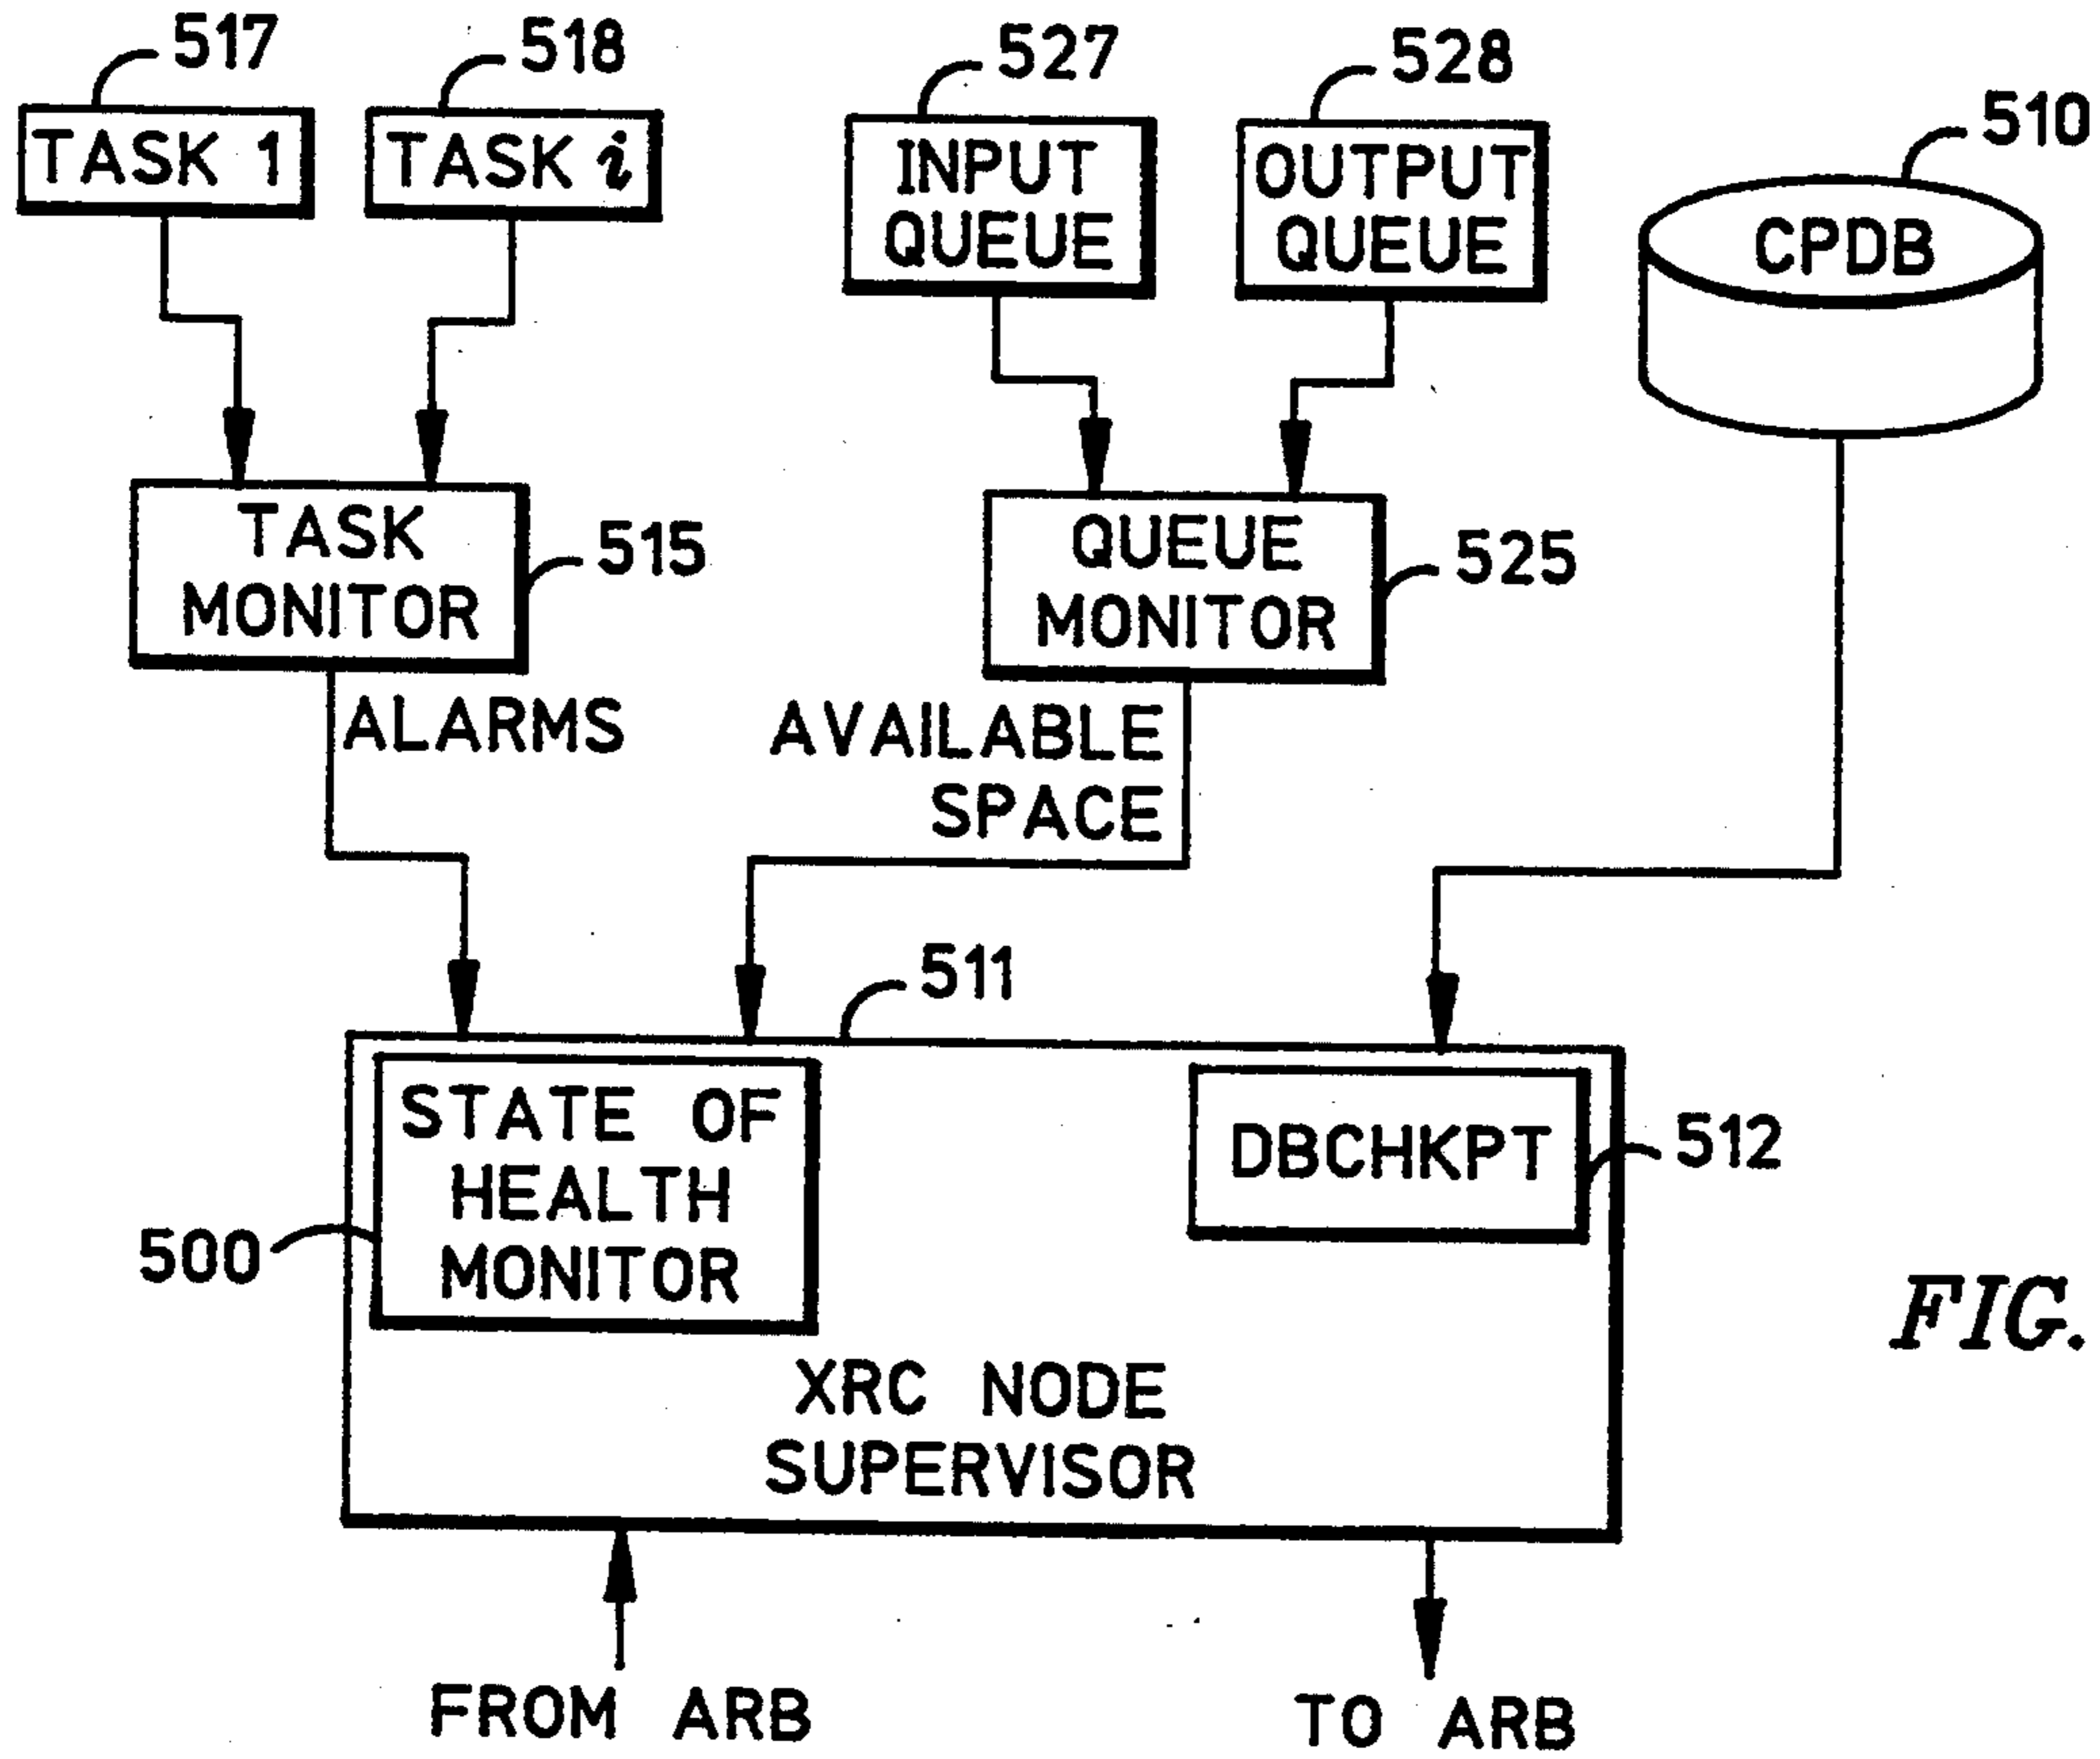 517
518
527
528
510
TASK 1
TASK i
INPUT
QUEUE
OUTPUT
QUEUE
CPDB
TASK
MONITOR
515
QUEUE
MONITOR
525
ALARMS
AVAILABLE
SPACE
511
STATE OF
HEALTH
MONITOR
500
DBCHKPT
512
XRC NODE
SUPERVISOR
FIG.
FROM ARB
TO ARB